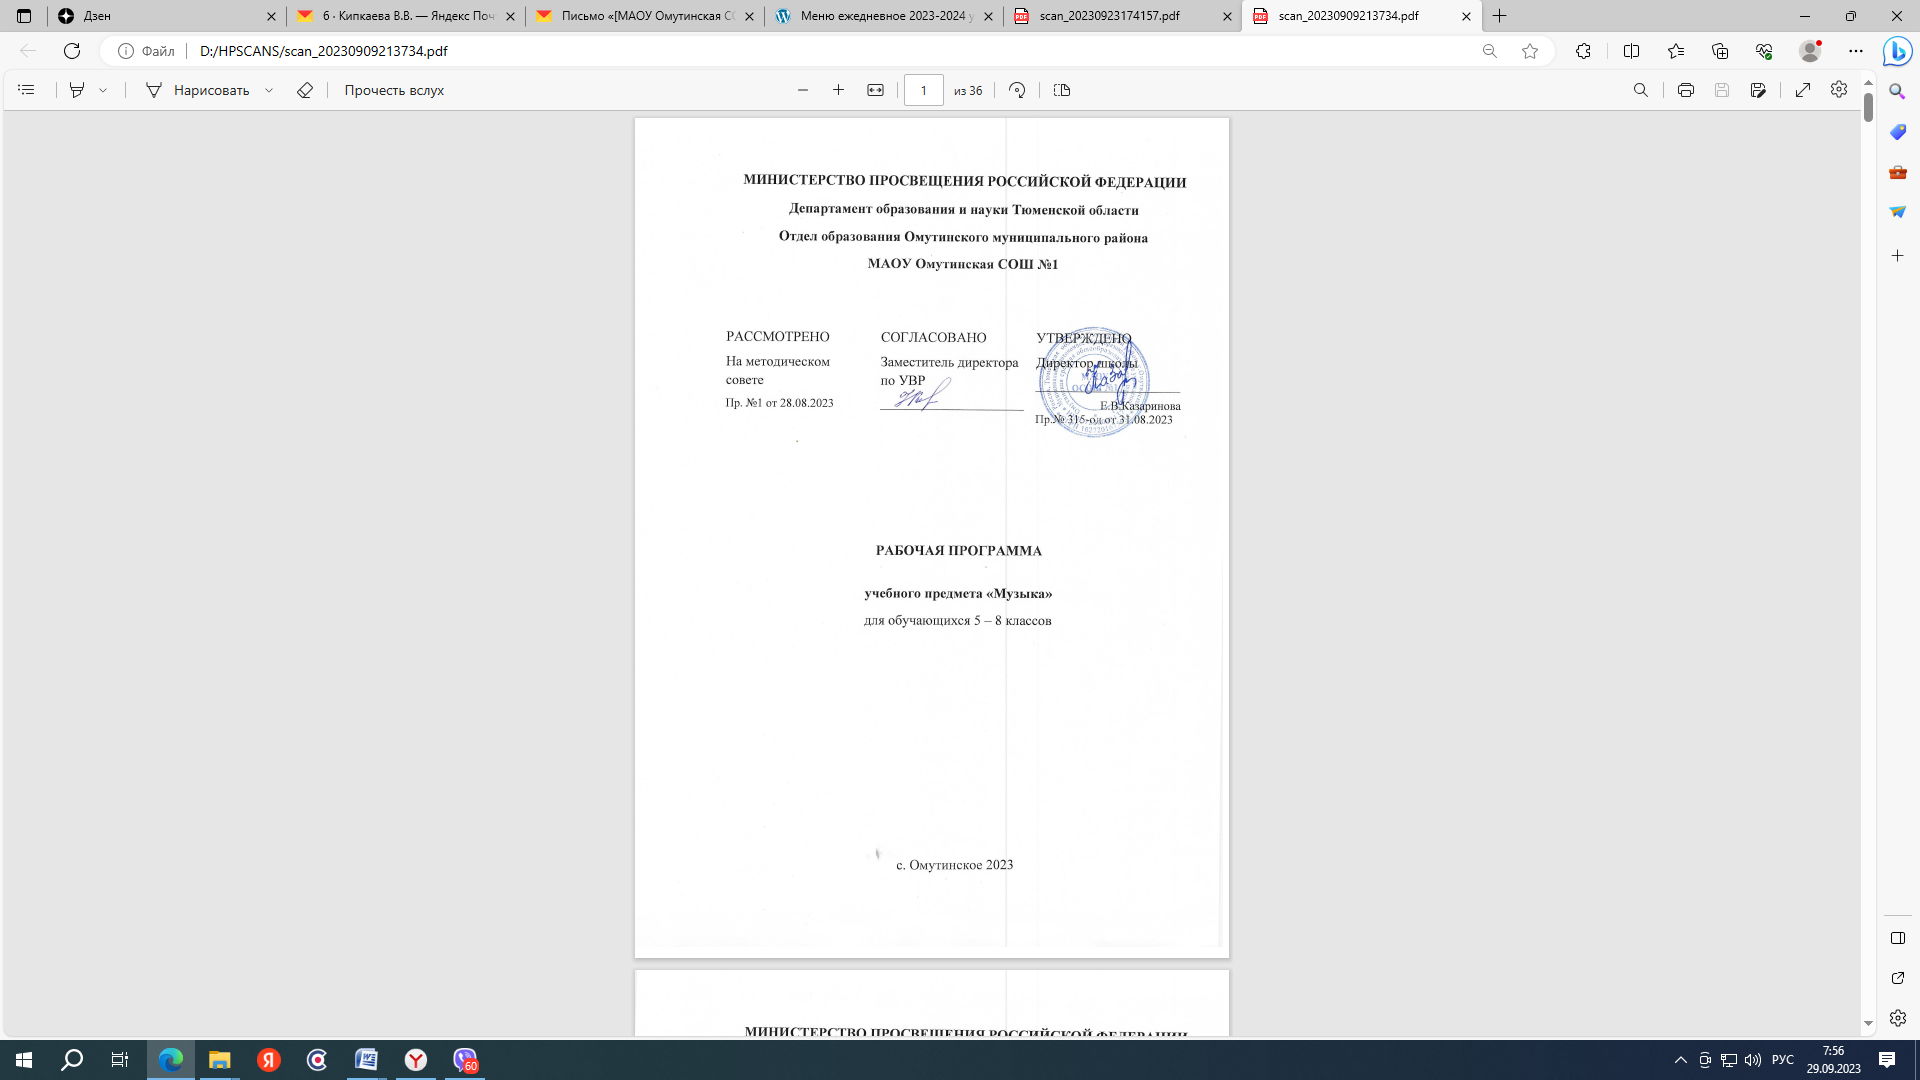 Дзен
6 · Кипкаева В.В. — Яндекс Поч
Письмо «[МАОУ Омутинская СО
Меню ежедневное 2023-2024 у
scan_20230923174157.pdf
scan_20230909213734.pdf
Файл
D:/HPSCANS/scan_20230909213734.pdf
Нарисовать
Прочесть вслух
1
из 36
МИНИСТЕРСТВО ПРОСВЕЩЕНИЯ РОССИЙСКОЙ ФЕДЕРАЦИИ
Департамент образования и науки Тюменской области
Отдел образования Омутинского муниципального района
МАОУ Омутинская СОШ №1
РАССМОТРЕНО
На методическом
совете
Пр. №1 от 28.08.2023
СОГЛАСОВАНО
Заместитель директора
по УВР
УТВЕРЖДЕНО
Директор школы
Е.В.Казаринова
Пр.№ 315-од от 31.08.2023
РАБОЧАЯ ПРОГРАММА
учебного предмета «Музыка»
для обучающихся 5 – 8 классов
с. Омутинское 2023
МИНИСТЕРСТВО ПРОСВЕЩЕНИЯ РОССИЙСКОЙ ФЕДЕРАЦИИ
60
РУС
7:56
29.09.2023